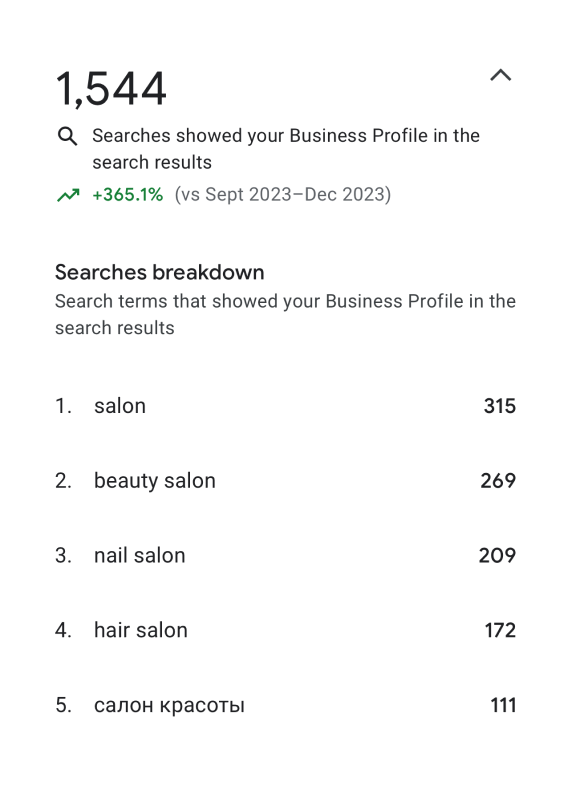 1,544
Searches showed your Business Profile in the
search results
+365.1% (vs Sept 2023–Dec 2023)
Searches breakdown
Search terms that showed your Business Profile in the
search results
1. salon 315
2. beauty salon 269
3. nail salon 209
4. hair salon 172
5. салон красоты 111